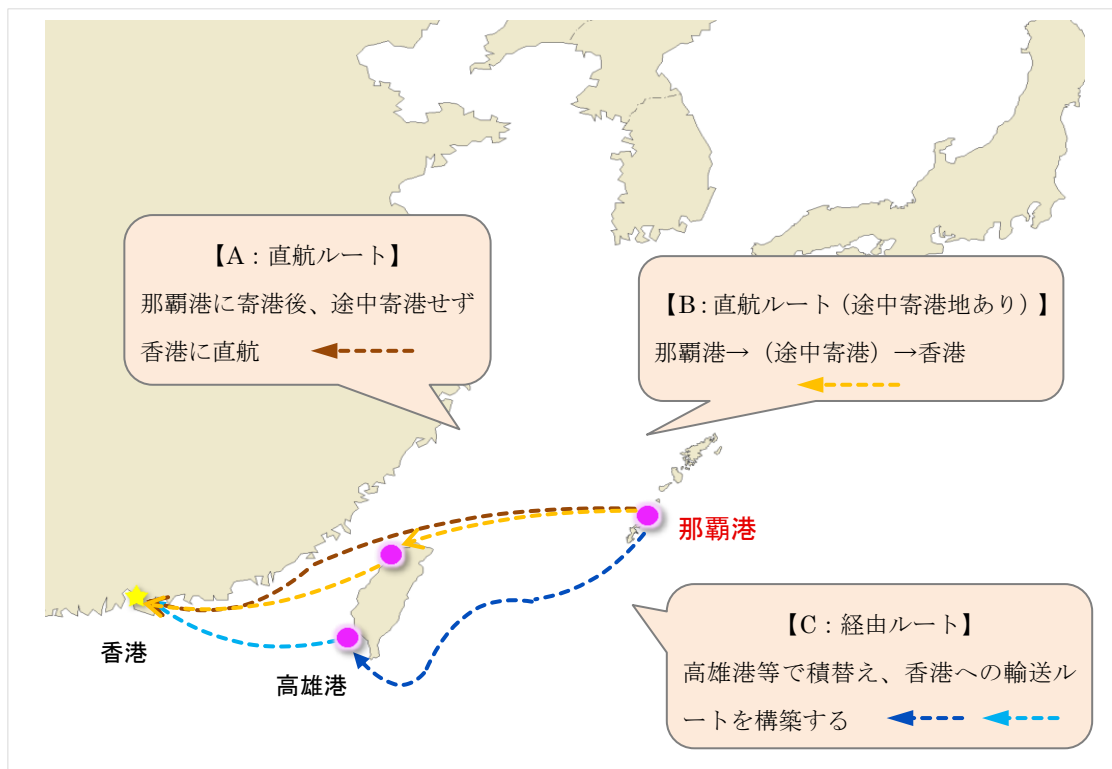 【A：直航ルート】
那覇港に寄港後、途中寄港せず
香港に直航
【B：直航ルート（途中寄港地あり）】
那覇港→（途中寄港）→香港
那覇港
【C：経由ルート】
高雄港等で積替え、香港への輸送ル
ートを構築する
香港
高雄港